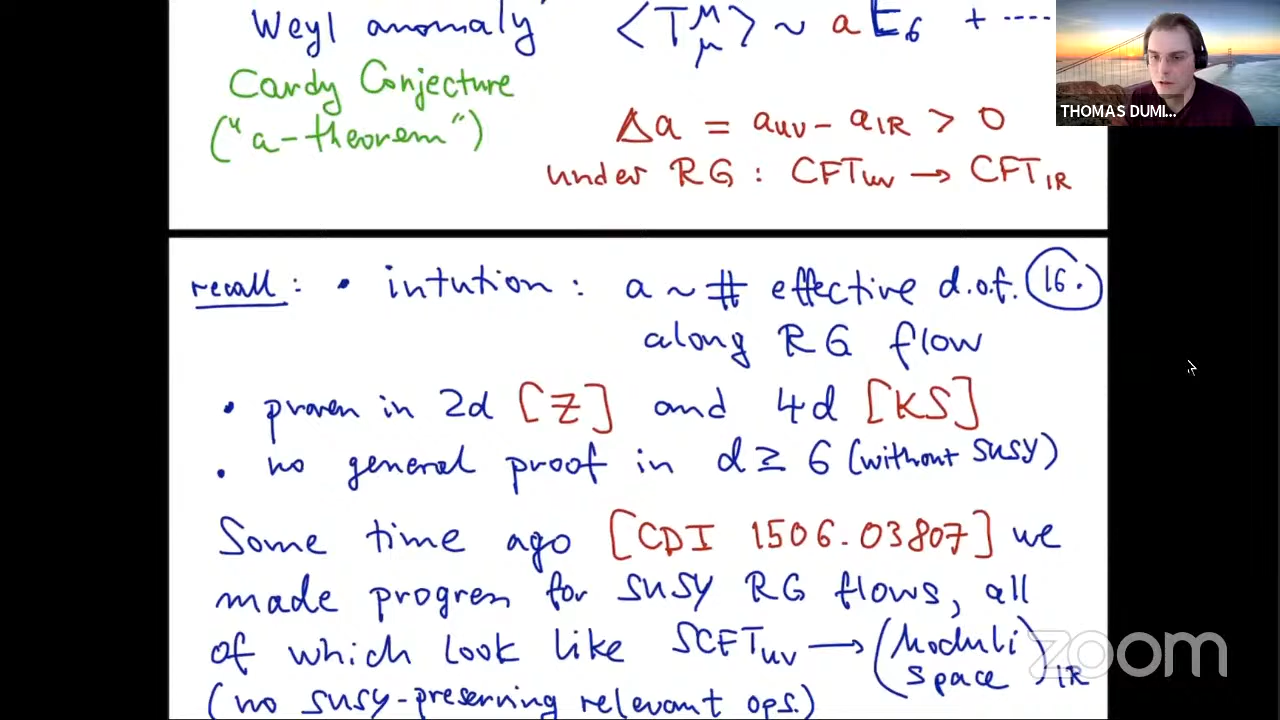 Weyl anomaly ⟨T^μ_μ⟩ ~ a E_6 + ----
Cardy Conjecture
("a-theorem")
Δa = a_UV - a_IR > 0
under RG : CFT_UV → CFT_IR
THOMAS DUMI...
recall : • intution : a ~ # effective d.o.f. 16.
along RG flow
• proven in 2d [Z] and 4d [KS]
• no general proof in d ≥ 6 (without SUSY)
Some time ago [CDI 1506.03807] we
made progress for SUSY RG flows, all
of which look like SCFT_UV → (Moduli space)_IR
(no SUSY-preserving relevant ops.)
zoom